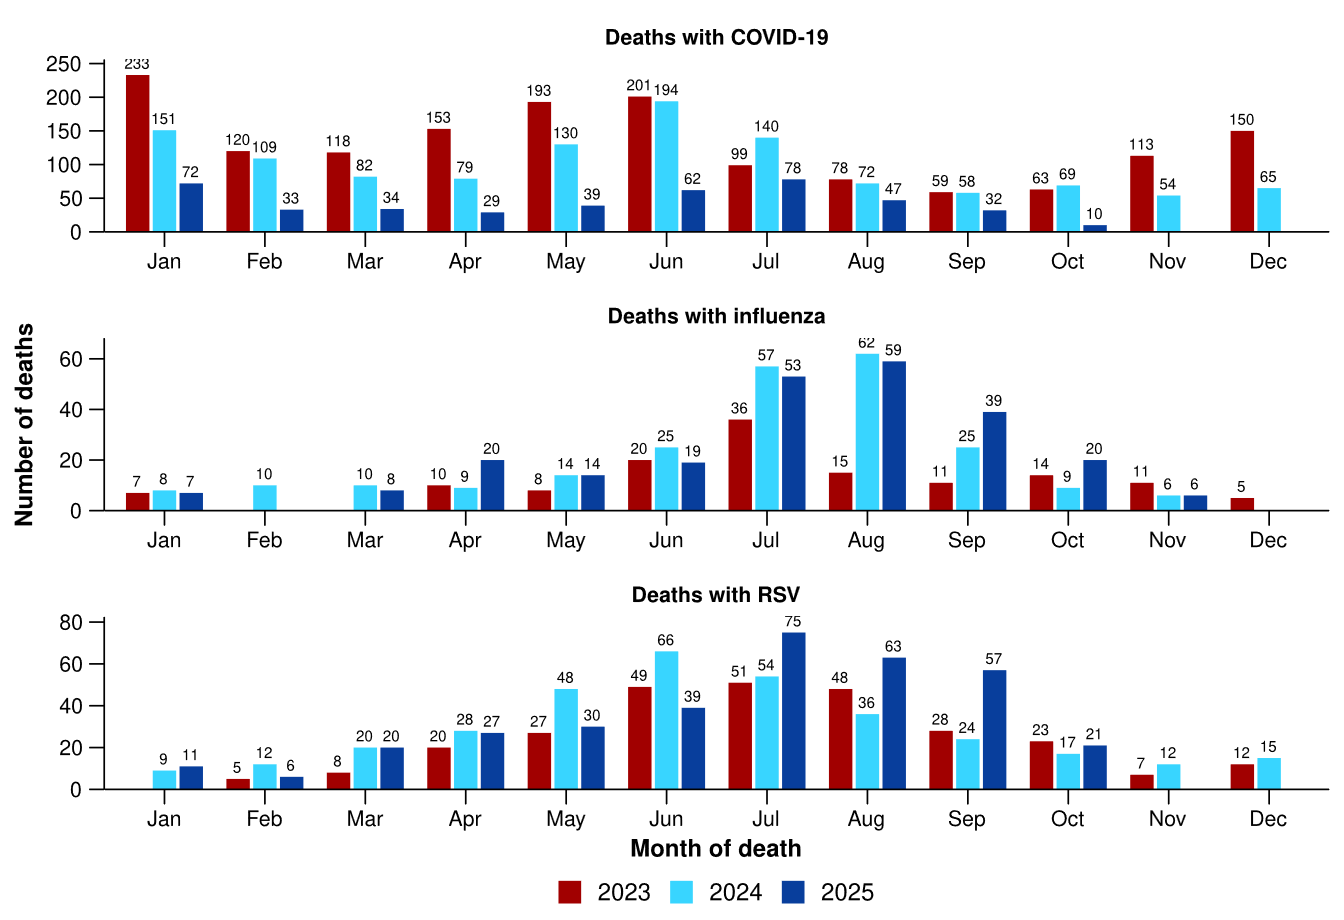 Deaths with COVID-19
250
200
150
100
50
0
233 151 72 120 109 33 118 82 34 153 79 29 193 130 39 201 194 62 99 140 78 78 72 47 59 58 32 63 69 10 113 54 150 65
Jan Feb Mar Apr May Jun Jul Aug Sep Oct Nov Dec
Number of deaths
Deaths with influenza
60
40
20
0
7 8 7 10 10 8 10 9 20 8 14 14 20 25 19 36 57 53 15 62 59 11 25 39 14 9 20 11 6 6 5
Jan Feb Mar Apr May Jun Jul Aug Sep Oct Nov Dec
Deaths with RSV
80
60
40
20
0
9 11 5 12 6 8 20 20 20 28 27 27 48 30 49 66 39 51 54 75 48 36 63 28 24 57 23 17 21 7 12 12 15
Jan Feb Mar Apr May Jun Jul Aug Sep Oct Nov Dec
Month of death
2023 2024 2025